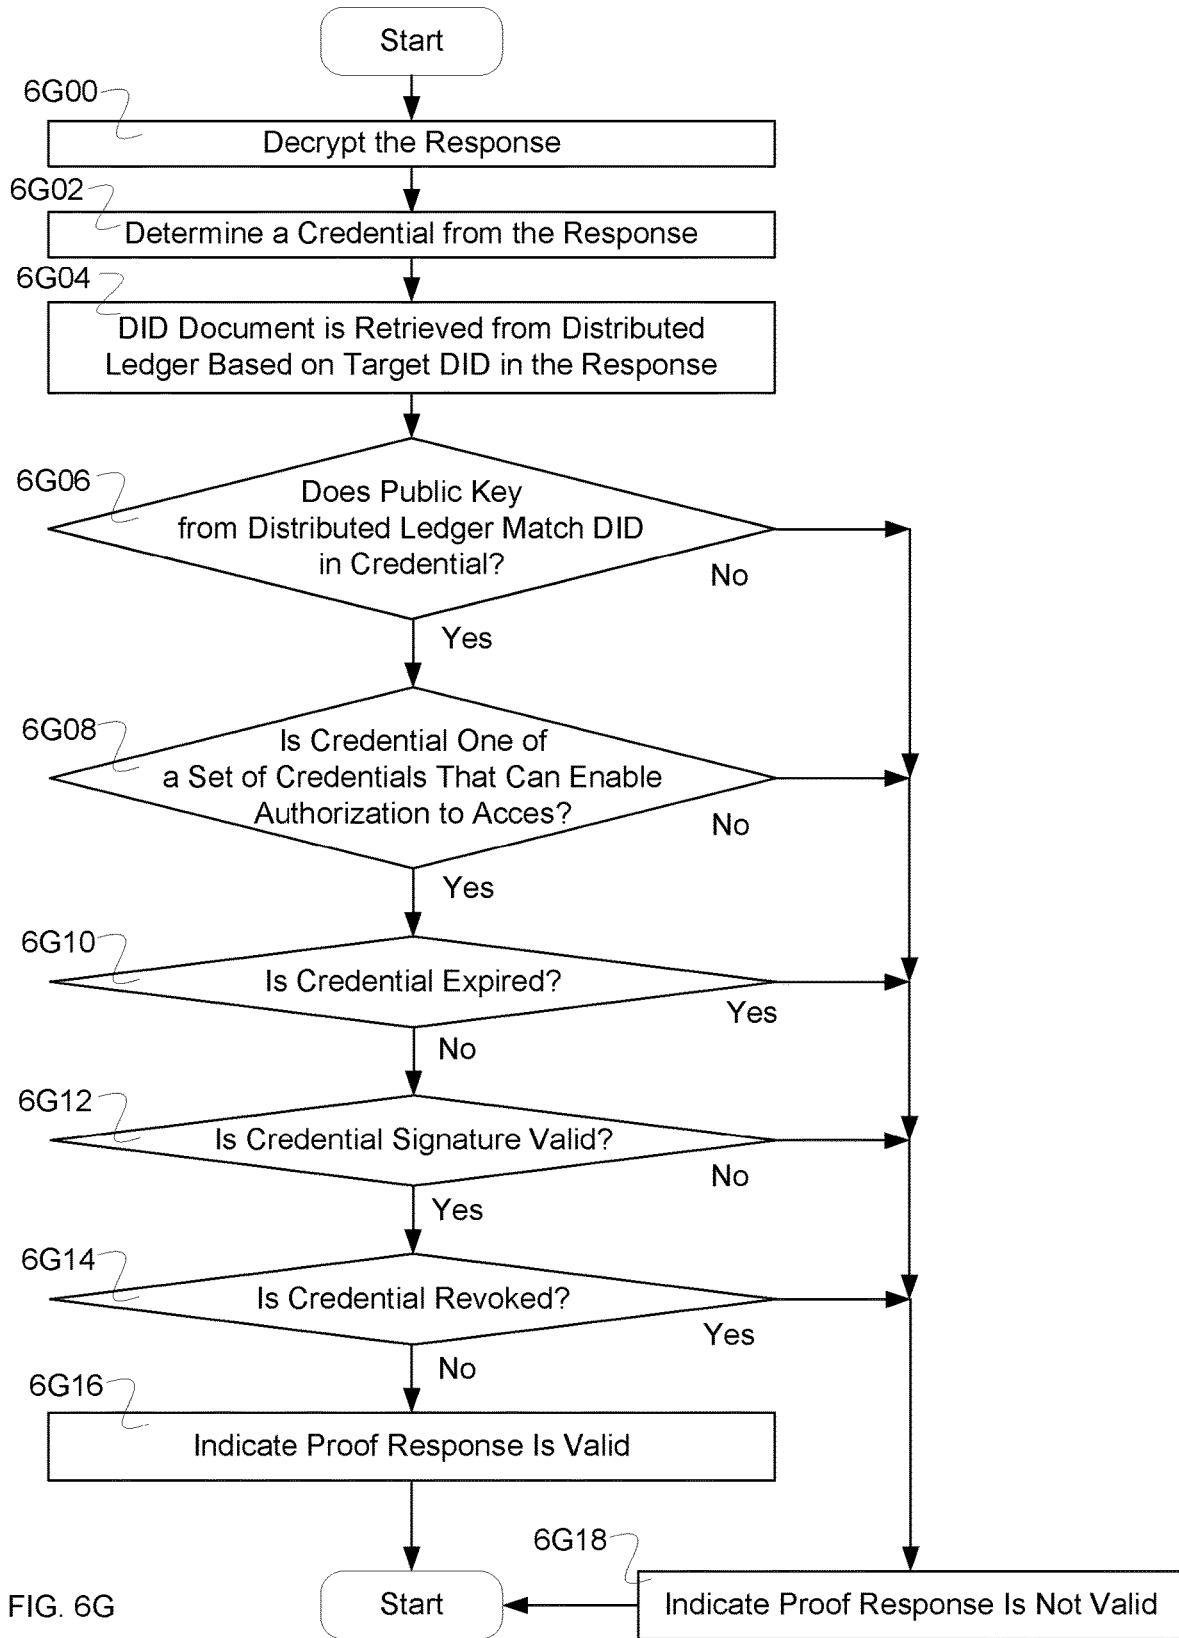 Start
6G00
Decrypt the Response
6G02
Determine a Credential from the Response
6G04
DID Document is Retrieved from Distributed
Ledger Based on Target DID in the Response
6G06
Does Public Key
from Distributed Ledger Match DID
in Credential?
No
Yes
6G08
Is Credential One of
a Set of Credentials That Can Enable
Authorization to Acces?
No
Yes
6G10
Is Credential Expired?
Yes
No
6G12
Is Credential Signature Valid?
No
Yes
6G14
Is Credential Revoked?
Yes
No
6G16
Indicate Proof Response Is Valid
6G18
Start
Indicate Proof Response Is Not Valid
FIG. 6G